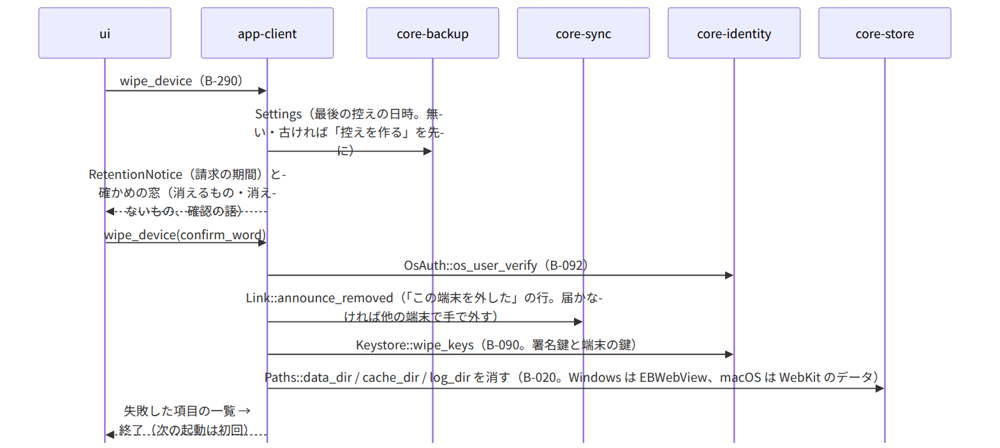 ui
app-client
core-backup
core-sync
core-identity
core-store
wipe_device（B-290）
Settings（最後の控えの日時。無-
い・古ければ「控えを作る」を先-
に）
RetentionNotice（請求の期間）と-
確かめの窓（消えるもの・消え-
ないもの、確認の語）
wipe_device(confirm_word)
OsAuth::os_user_verify（B-092）
Link::announce_removed（「この端末を外した」の行。届かな-
ければ他の端末で手で外す）
Keystore::wipe_keys（B-090。署名鍵と端末の鍵）
Paths::data_dir / cache_dir / log_dir を消す（B-020。Windows は EBWebView、macOS は WebKit のデータ）
失敗した項目の一覧 →
終了（次の起動は初回）